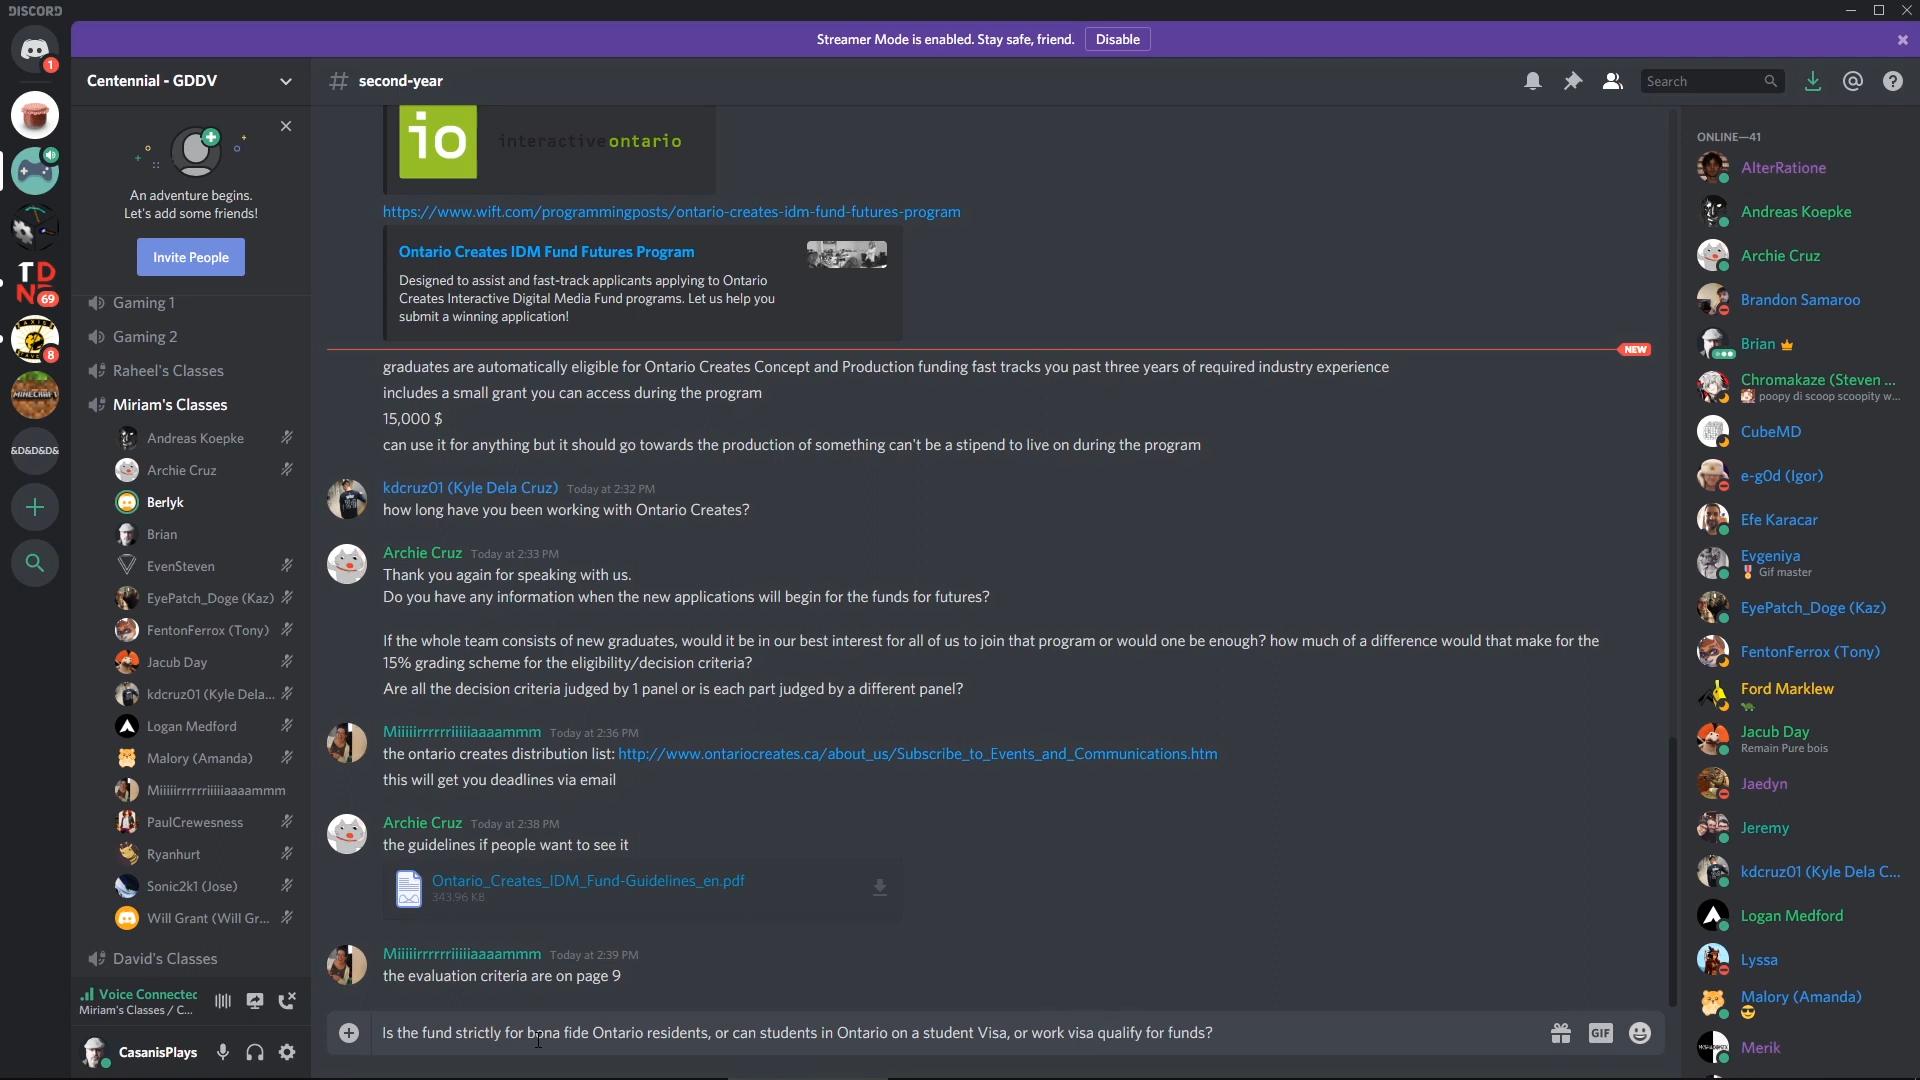 DISCORD
Streamer Mode is enabled. Stay safe, friend. Disable
1
Centennial - GDDV
An adventure begins.
Let's add some friends!
Invite People
Gaming 1
Gaming 2
Raheel's Classes
Miriam's Classes
Andreas Koepke
Archie Cruz
Berlyk
Brian
EvenSteven
EyePatch_Doge (Kaz)
FentonFerrox (Tony)
Jacub Day
kdcruz01 (Kyle Dela...
Logan Medford
Malory (Amanda)
Miiiiirrrrrriiiiiaaaammm
PaulCrewesness
Ryanhurt
Sonic2k1 (Jose)
Will Grant (Will Gr...
David's Classes
Voice Connected
Miriam's Classes / C...
CasanisPlays
TD
N
69
8
MINECRAFT
&D&D&D&
# second-year
Search
io interactiveontario
https://www.wift.com/programmingposts/ontario-creates-idm-fund-futures-program
Ontario Creates IDM Fund Futures Program
Designed to assist and fast-track applicants applying to Ontario
Creates Interactive Digital Media Fund programs. Let us help you
submit a winning application!
NEW
graduates are automatically eligible for Ontario Creates Concept and Production funding fast tracks you past three years of required industry experience
includes a small grant you can access during the program
15,000 $
can use it for anything but it should go towards the production of something can't be a stipend to live on during the program
kdcruz01 (Kyle Dela Cruz) Today at 2:32 PM
how long have you been working with Ontario Creates?
Archie Cruz Today at 2:33 PM
Thank you again for speaking with us.
Do you have any information when the new applications will begin for the funds for futures?
If the whole team consists of new graduates, would it be in our best interest for all of us to join that program or would one be enough? how much of a difference would that make for the
15% grading scheme for the eligibility/decision criteria?
Are all the decision criteria judged by 1 panel or is each part judged by a different panel?
Miiiiirrrrrriiiiiaaaammm Today at 2:36 PM
the ontario creates distribution list: http://www.ontariocreates.ca/about_us/Subscribe_to_Events_and_Communications.htm
this will get you deadlines via email
Archie Cruz Today at 2:38 PM
the guidelines if people want to see it
Ontario_Creates_IDM_Fund-Guidelines_en.pdf
343.96 KB
Miiiiirrrrrriiiiiaaaammm Today at 2:39 PM
the evaluation criteria are on page 9
Is the fund strictly for bona fide Ontario residents, or can students in Ontario on a student Visa, or work visa qualify for funds?
GIF
ONLINE—41
AlterRatione
Andreas Koepke
Archie Cruz
Brandon Samaroo
Brian
Chromakaze (Steven ...
poopy di scoop scoopity w...
CubeMD
e-g0d (Igor)
Efe Karacar
Evgeniya
Gif master
EyePatch_Doge (Kaz)
FentonFerrox (Tony)
Ford Marklew
Jacub Day
Remain Pure bois
Jaedyn
Jeremy
kdcruz01 (Kyle Dela C...
Logan Medford
Lyssa
Malory (Amanda)
Merik